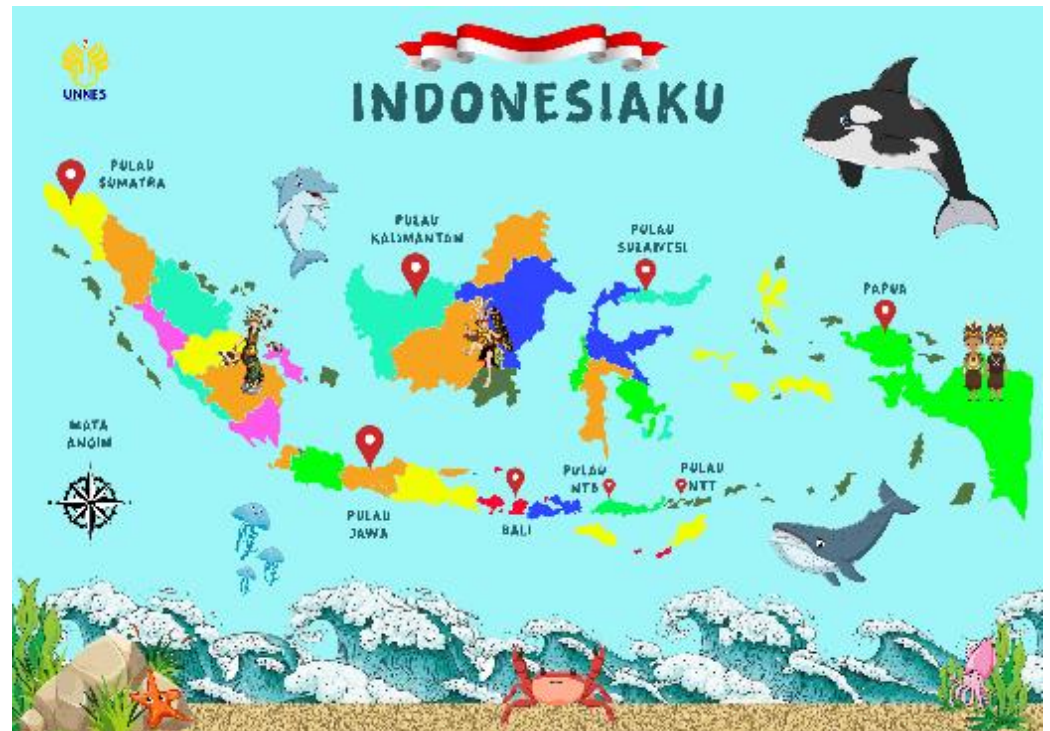 UNNES
INDONESIAKU
PULAU
SUMATRA
PULAU
KALIMANTAN
PULAU
SULAWESI
PAPUA
MATA
ANGIN
PULAU
JAWA
BALI
PULAU
NTB
PULAU
NTT